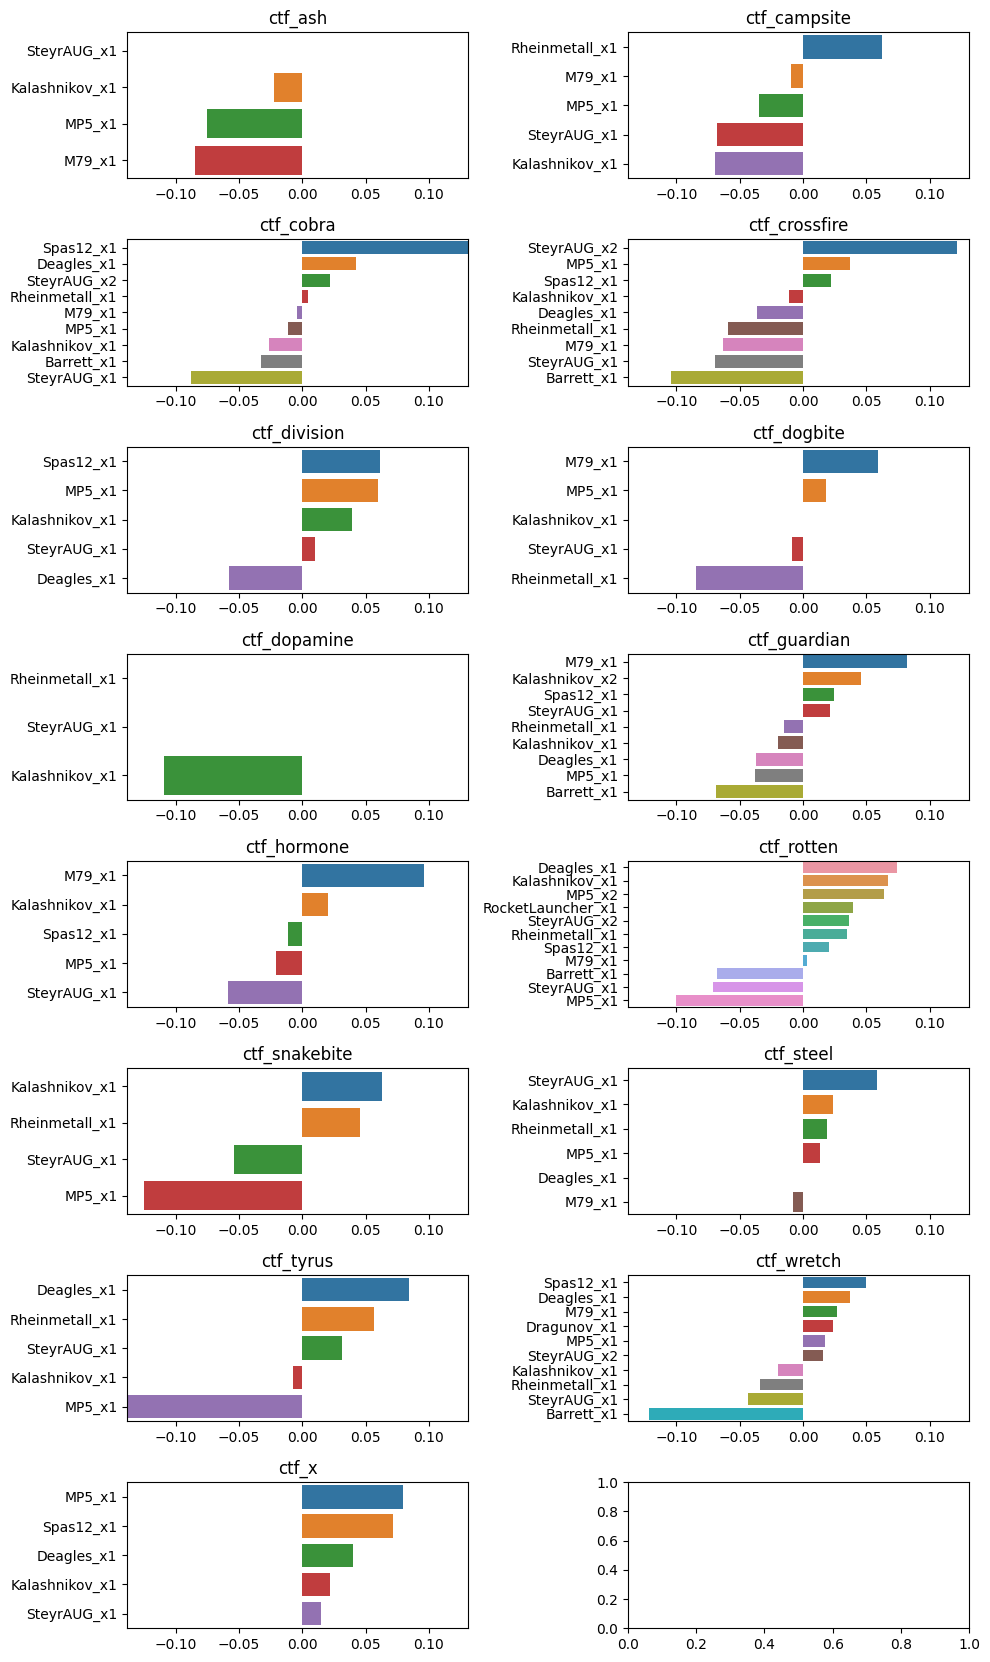 ctf_ash
SteyrAUG_x1
Kalashnikov_x1
MP5_x1
M79_x1
−0.10 −0.05 0.00 0.05 0.10
ctf_campsite
Rheinmetall_x1
M79_x1
MP5_x1
SteyrAUG_x1
Kalashnikov_x1
−0.10 −0.05 0.00 0.05 0.10
ctf_cobra
Spas12_x1
Deagles_x1
SteyrAUG_x2
Rheinmetall_x1
M79_x1
MP5_x1
Kalashnikov_x1
Barrett_x1
SteyrAUG_x1
−0.10 −0.05 0.00 0.05 0.10
ctf_crossfire
SteyrAUG_x2
MP5_x1
Spas12_x1
Kalashnikov_x1
Deagles_x1
Rheinmetall_x1
M79_x1
SteyrAUG_x1
Barrett_x1
−0.10 −0.05 0.00 0.05 0.10
ctf_division
Spas12_x1
MP5_x1
Kalashnikov_x1
SteyrAUG_x1
Deagles_x1
−0.10 −0.05 0.00 0.05 0.10
ctf_dogbite
M79_x1
MP5_x1
Kalashnikov_x1
SteyrAUG_x1
Rheinmetall_x1
−0.10 −0.05 0.00 0.05 0.10
ctf_dopamine
Rheinmetall_x1
SteyrAUG_x1
Kalashnikov_x1
−0.10 −0.05 0.00 0.05 0.10
ctf_guardian
M79_x1
Kalashnikov_x2
Spas12_x1
SteyrAUG_x1
Rheinmetall_x1
Kalashnikov_x1
Deagles_x1
MP5_x1
Barrett_x1
−0.10 −0.05 0.00 0.05 0.10
ctf_hormone
M79_x1
Kalashnikov_x1
Spas12_x1
MP5_x1
SteyrAUG_x1
−0.10 −0.05 0.00 0.05 0.10
ctf_rotten
Deagles_x1
Kalashnikov_x1
MP5_x2
RocketLauncher_x1
SteyrAUG_x2
Rheinmetall_x1
Spas12_x1
M79_x1
Barrett_x1
SteyrAUG_x1
MP5_x1
−0.10 −0.05 0.00 0.05 0.10
ctf_snakebite
Kalashnikov_x1
Rheinmetall_x1
SteyrAUG_x1
MP5_x1
−0.10 −0.05 0.00 0.05 0.10
ctf_steel
SteyrAUG_x1
Kalashnikov_x1
Rheinmetall_x1
MP5_x1
Deagles_x1
M79_x1
−0.10 −0.05 0.00 0.05 0.10
ctf_tyrus
Deagles_x1
Rheinmetall_x1
SteyrAUG_x1
Kalashnikov_x1
MP5_x1
−0.10 −0.05 0.00 0.05 0.10
ctf_wretch
Spas12_x1
Deagles_x1
M79_x1
Dragunov_x1
MP5_x1
SteyrAUG_x2
Kalashnikov_x1
Rheinmetall_x1
SteyrAUG_x1
Barrett_x1
−0.10 −0.05 0.00 0.05 0.10
ctf_x
MP5_x1
Spas12_x1
Deagles_x1
Kalashnikov_x1
SteyrAUG_x1
−0.10 −0.05 0.00 0.05 0.10
1.0
0.8
0.6
0.4
0.2
0.0
0.0 0.2 0.4 0.6 0.8 1.0